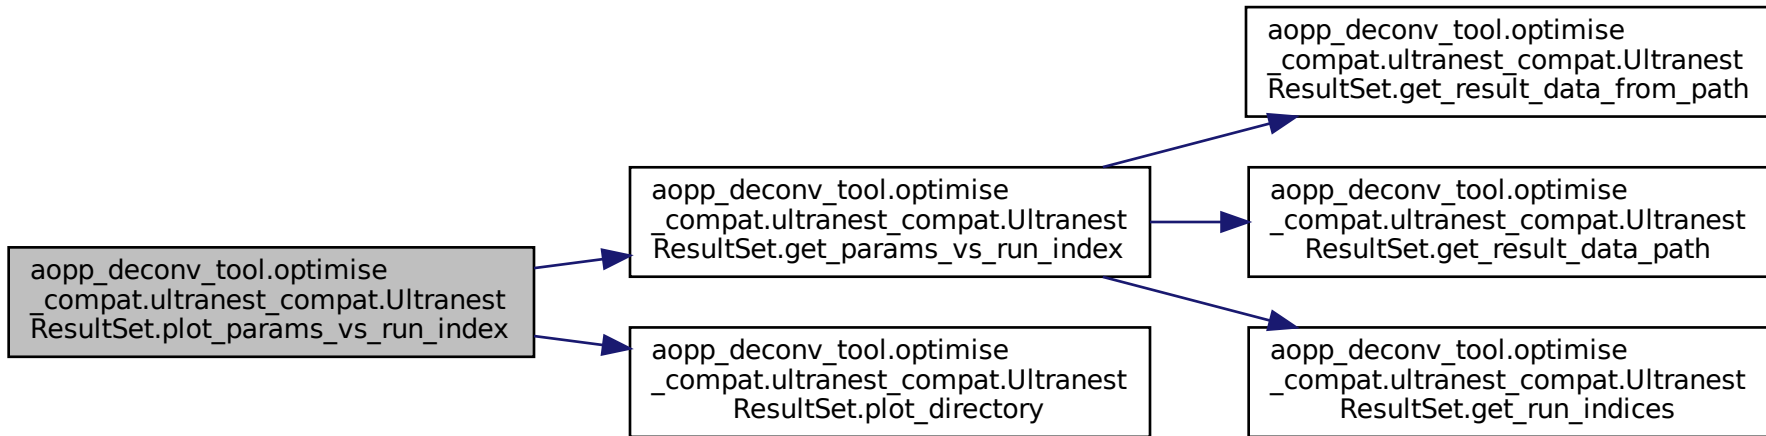 aopp_deconv_tool.optimise
_compat.ultranest_compat.Ultranest
ResultSet.plot_params_vs_run_index
aopp_deconv_tool.optimise
_compat.ultranest_compat.Ultranest
ResultSet.get_params_vs_run_index
aopp_deconv_tool.optimise
_compat.ultranest_compat.Ultranest
ResultSet.plot_directory
aopp_deconv_tool.optimise
_compat.ultranest_compat.Ultranest
ResultSet.get_result_data_from_path
aopp_deconv_tool.optimise
_compat.ultranest_compat.Ultranest
ResultSet.get_result_data_path
aopp_deconv_tool.optimise
_compat.ultranest_compat.Ultranest
ResultSet.get_run_indices